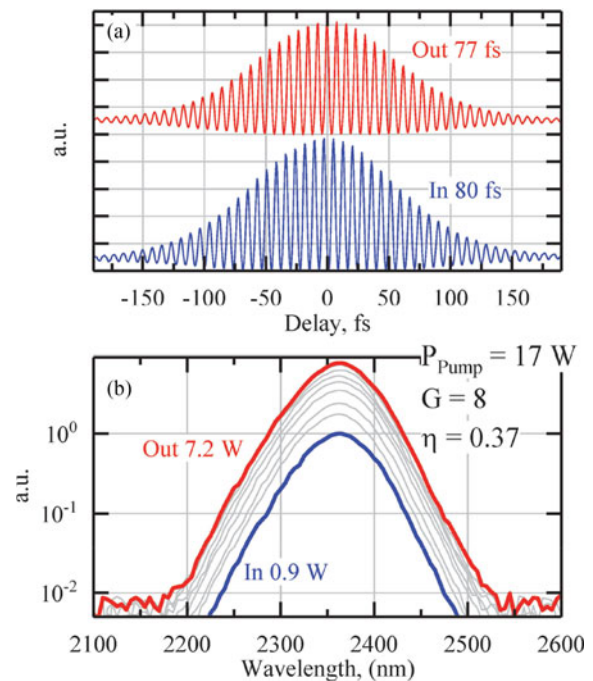 (a)
Out 77 fs
In 80 fs
a.u.
-150 -100 -50 0 50 100 150
Delay, fs
(b)
P_Pump = 17 W
G = 8
η = 0.37
Out 7.2 W
In 0.9 W
a.u.
10^0
10^-1
10^-2
2100 2200 2300 2400 2500 2600
Wavelength, (nm)